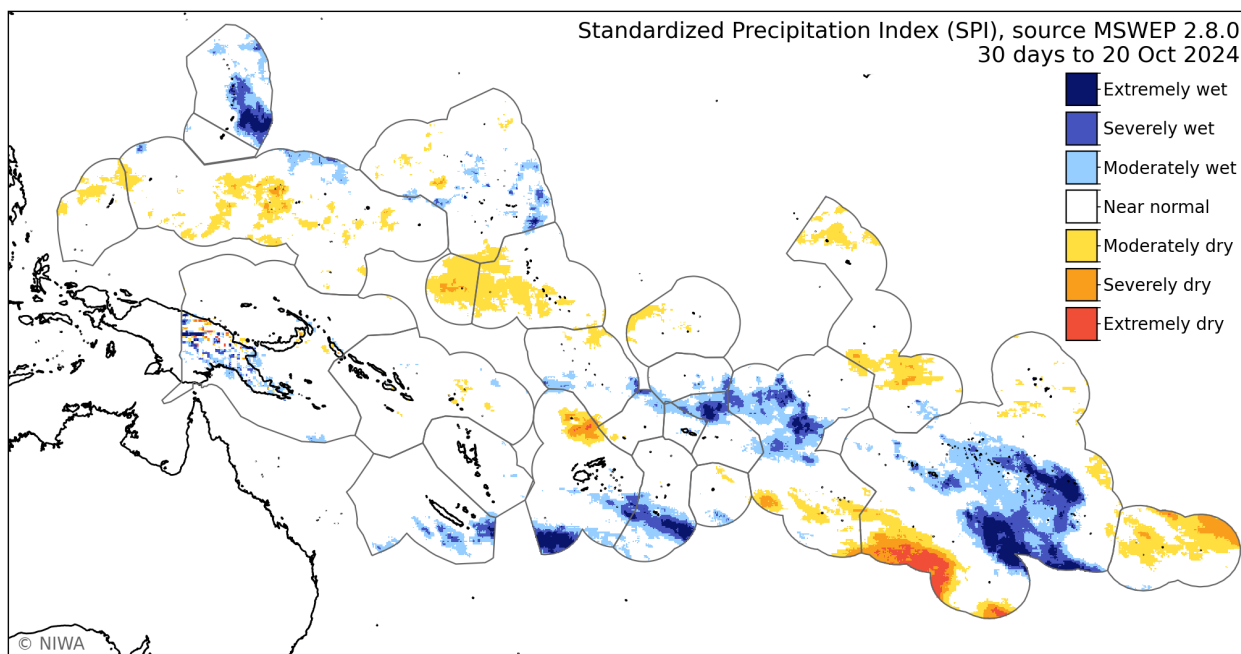 Standardized Precipitation Index (SPI), source MSWEP 2.8.0
30 days to 20 Oct 2024
Extremely wet
Severely wet
Moderately wet
Near normal
Moderately dry
Severely dry
Extremely dry
© NIWA